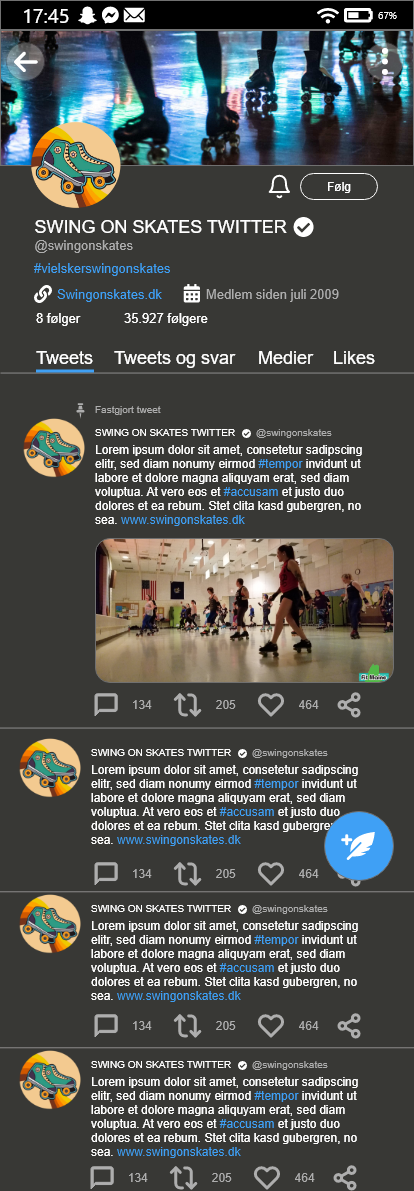 17:45
67%
Følg
SWING ON SKATES TWITTER
@swingonskates
#vielskerswingonskates
Swingonskates.dk Medlem siden juli 2009
8 følger 35.927 følgere
Tweets Tweets og svar Medier Likes
Fastgjort tweet
SWING ON SKATES TWITTER @swingonskates
Lorem ipsum dolor sit amet, consetetur sadipscing
elitr, sed diam nonumy eirmod #tempor invidunt ut
labore et dolore magna aliquyam erat, sed diam
voluptua. At vero eos et #accusam et justo duo
dolores et ea rebum. Stet clita kasd gubergren, no
sea. www.swingonskates.dk
Fit Maine
134 205 464
SWING ON SKATES TWITTER @swingonskates
Lorem ipsum dolor sit amet, consetetur sadipscing
elitr, sed diam nonumy eirmod #tempor invidunt ut
labore et dolore magna aliquyam erat, sed diam
voluptua. At vero eos et #accusam et justo duo
dolores et ea rebum. Stet clita kasd gubergre
sea. www.swingonskates.dk
134 205 464
SWING ON SKATES TWITTER @swingonskates
Lorem ipsum dolor sit amet, consetetur sadipscing
elitr, sed diam nonumy eirmod #tempor invidunt ut
labore et dolore magna aliquyam erat, sed diam
voluptua. At vero eos et #accusam et justo duo
dolores et ea rebum. Stet clita kasd gubergren, no
sea. www.swingonskates.dk
134 205 464
SWING ON SKATES TWITTER @swingonskates
Lorem ipsum dolor sit amet, consetetur sadipscing
elitr, sed diam nonumy eirmod #tempor invidunt ut
labore et dolore magna aliquyam erat, sed diam
voluptua. At vero eos et #accusam et justo duo
dolores et ea rebum. Stet clita kasd gubergren, no
sea. www.swingonskates.dk
134 205 464